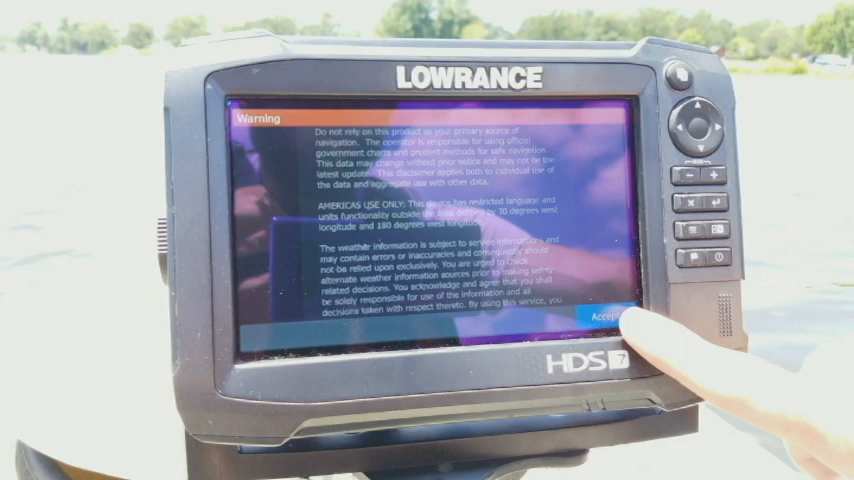 LOWRANCE
Warning
Do not rely on this product as your primary source of
navigation. The operator is responsible for using official
government charts and prudent methods for safe navigation.
This data may change without prior notice and may not be the
latest update. This disclaimer applies both to individual use of
the data and aggregate use with other data.
AMERICAS USE ONLY: This device has restricted language and
units functionality outside the area defined by 30 degrees west
longitude and 180 degrees west longitude.
The weather information is subject to service interruptions and
may contain errors or inaccuracies and consequently should
not be relied upon exclusively. You are urged to check
alternate weather information sources prior to making safety
related decisions. You acknowledge and agree that you shall
be solely responsible for use of the information and all
decisions taken with respect thereto. By using this service, you
Accept
HDS 7